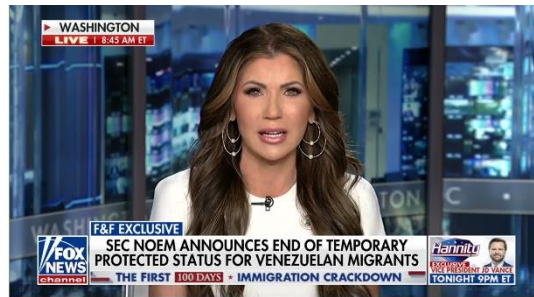 WASHINGTON
LIVE 8:45 AM ET
F&F EXCLUSIVE
SEC NOEM ANNOUNCES END OF TEMPORARY
PROTECTED STATUS FOR VENEZUELAN MIGRANTS
FOX
NEWS
channel
THE FIRST 100 DAYS ★ IMMIGRATION CRACKDOWN
Hannity
EXCLUSIVE
VICE PRESIDENT JD VANCE
TONIGHT 9PM ET